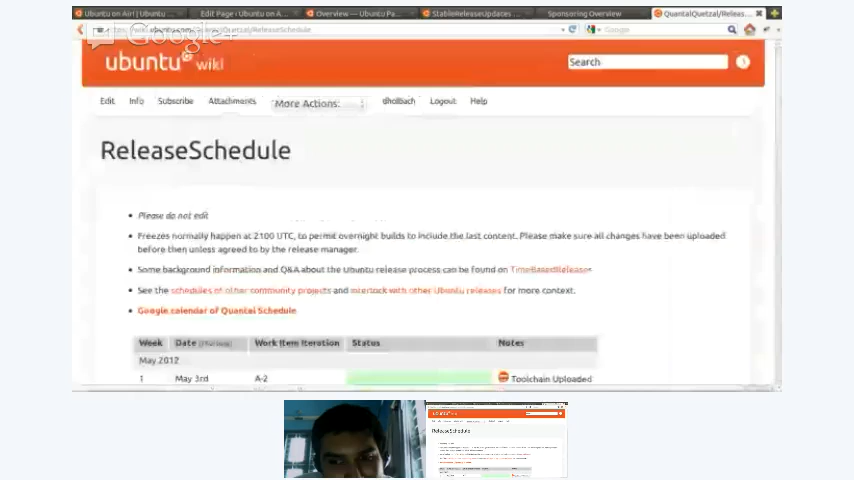 Ubuntu on Air! | Ubuntu ...
Edit Page ‹ Ubuntu on A...
Overview — Ubuntu Pa...
StableReleaseUpdates ...
Sponsoring Overview
QuantalQuetzal/Releas...
Google+
Google
ubuntu wiki
Search
Edit Info Subscribe Attachments More Actions: dholbach Logout Help
ReleaseSchedule
Please do not edit
Freezes normally happen at 2100 UTC, to permit overnight builds to include the last content. Please make sure all changes have been uploaded
before then unless agreed to by the release manager.
Some background information and Q&A about the Ubuntu release process can be found on TimeBasedReleases
See the schedules of other community projects and interlock with other Ubuntu releases for more context.
Google calendar of Quantal Schedule
Week Date (Thursday) Work Item Iteration Status Notes
May 2012
1 May 3rd A-2 Toolchain Uploaded
ReleaseSchedule